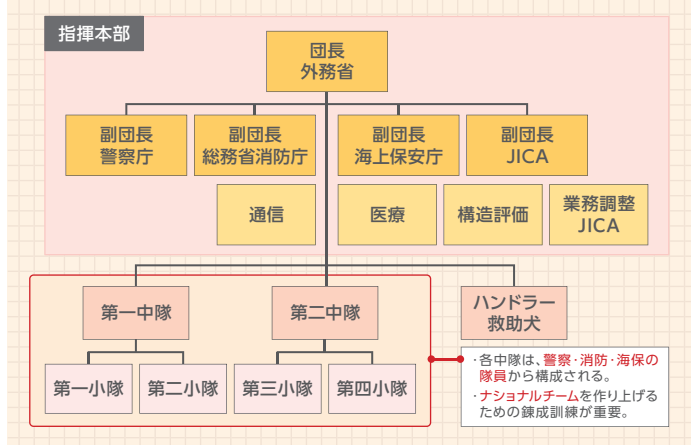 指揮本部
団長
外務省
副団長
警察庁
副団長
総務省消防庁
副団長
海上保安庁
副団長
JICA
通信
医療
構造評価
業務調整
JICA
第一中隊
第二中隊
ハンドラー
救助犬
第一小隊
第二小隊
第三小隊
第四小隊
・各中隊は、警察・消防・海保の
隊員から構成される。
・ナショナルチームを作り上げる
ための錬成訓練が重要。